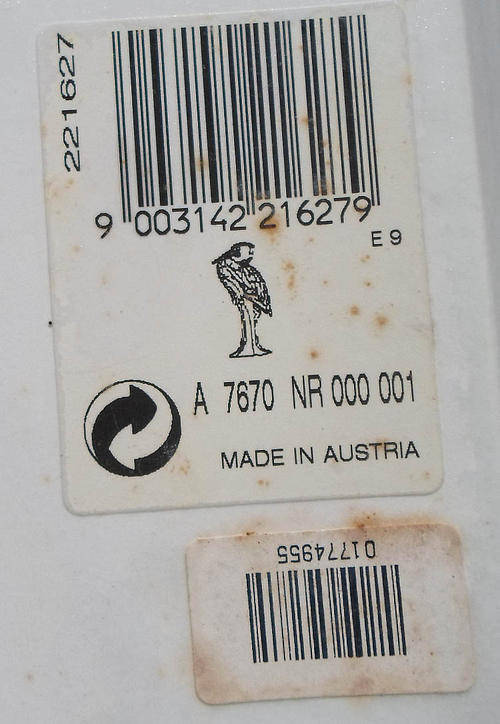 221627
9 003142 216279
E 9
A 7670 NR 000 001
MADE IN AUSTRIA
01774955